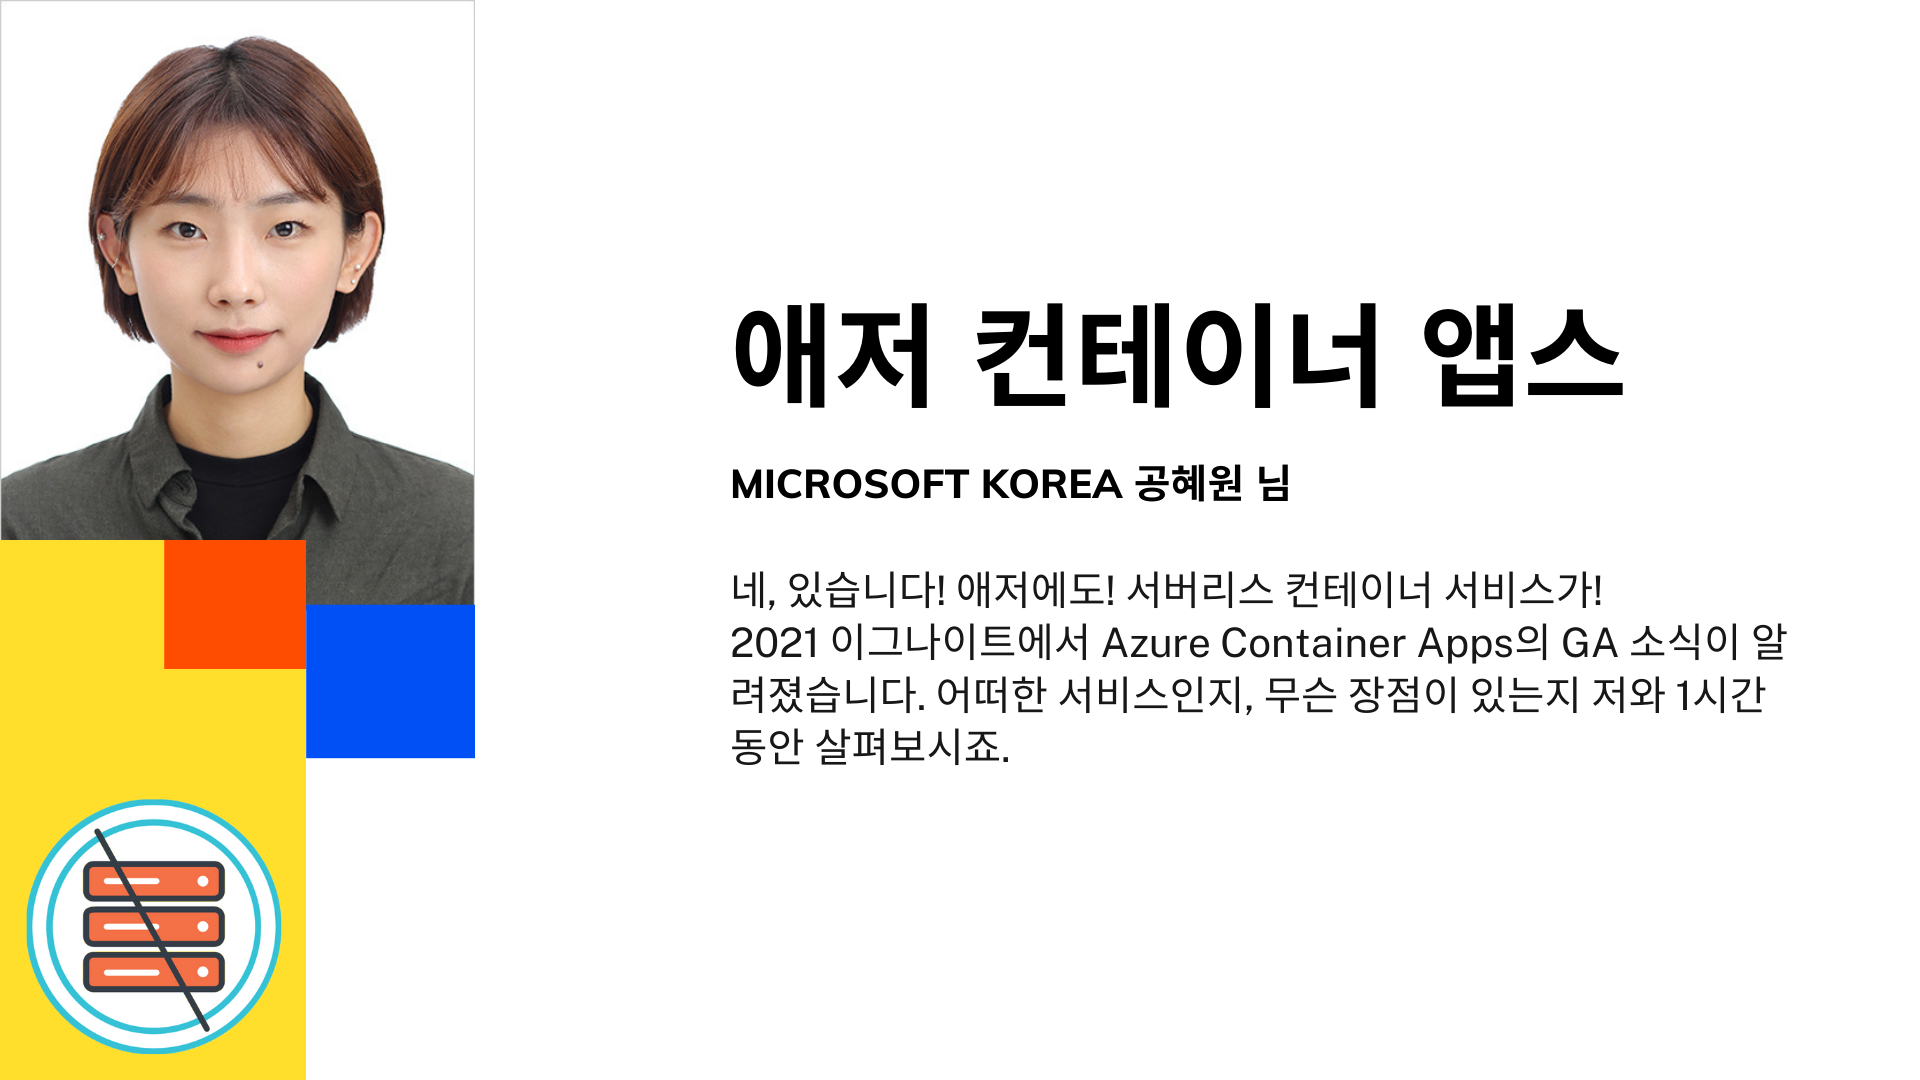 애저 컨테이너 앱스
MICROSOFT KOREA 공혜원 님
네, 있습니다! 애저에도! 서버리스 컨테이너 서비스가!
2021 이그나이트에서 Azure Container Apps의 GA 소식이 알
려졌습니다. 어떠한 서비스인지, 무슨 장점이 있는지 저와 1시간
동안 살펴보시죠.